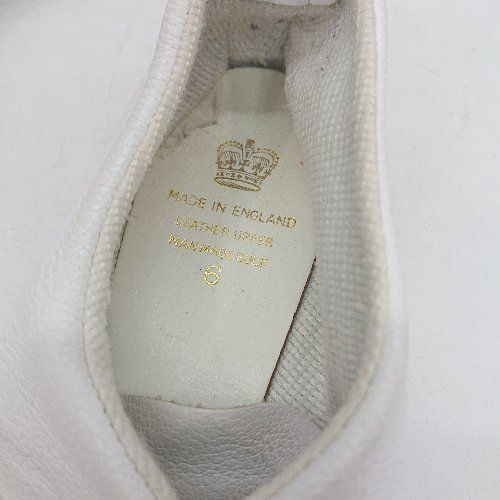 MADE IN ENGLAND
LEATHER UPPER
MAN MADE SOLE
6